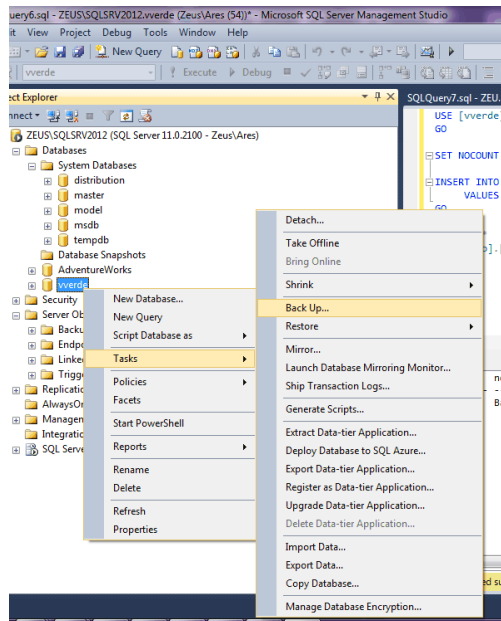 uery6.sql - ZEUS\SQLSRV2012.vverde (Zeus\Ares (54))* - Microsoft SQL Server Management Studio
it View Project Debug Tools Window Help
New Query
vverde Execute Debug
ect Explorer
nnect
ZEUS\SQLSRV2012 (SQL Server 11.0.2100 - Zeus\Ares)
Databases
System Databases
distribution
master
model
msdb
tempdb
Database Snapshots
AdventureWorks
vverde
Security
Server Ob
Backu
Endpo
Linke
Trigge
Replicatio
AlwaysOn
Managem
Integratio
SQL Serve
New Database...
New Query
Script Database as
Tasks
Policies
Facets
Start PowerShell
Reports
Rename
Delete
Refresh
Properties
Detach...
Take Offline
Bring Online
Shrink
Back Up...
Restore
Mirror...
Launch Database Mirroring Monitor...
Ship Transaction Logs...
Generate Scripts...
Extract Data-tier Application...
Deploy Database to SQL Azure...
Export Data-tier Application...
Register as Data-tier Application...
Upgrade Data-tier Application...
Delete Data-tier Application...
Import Data...
Export Data...
Copy Database...
Manage Database Encryption...
SQLQuery7.sql - ZEU
USE [vverde
GO
SET NOCOUNT
INSERT INTO
VALUES
GO
o].[
ed su